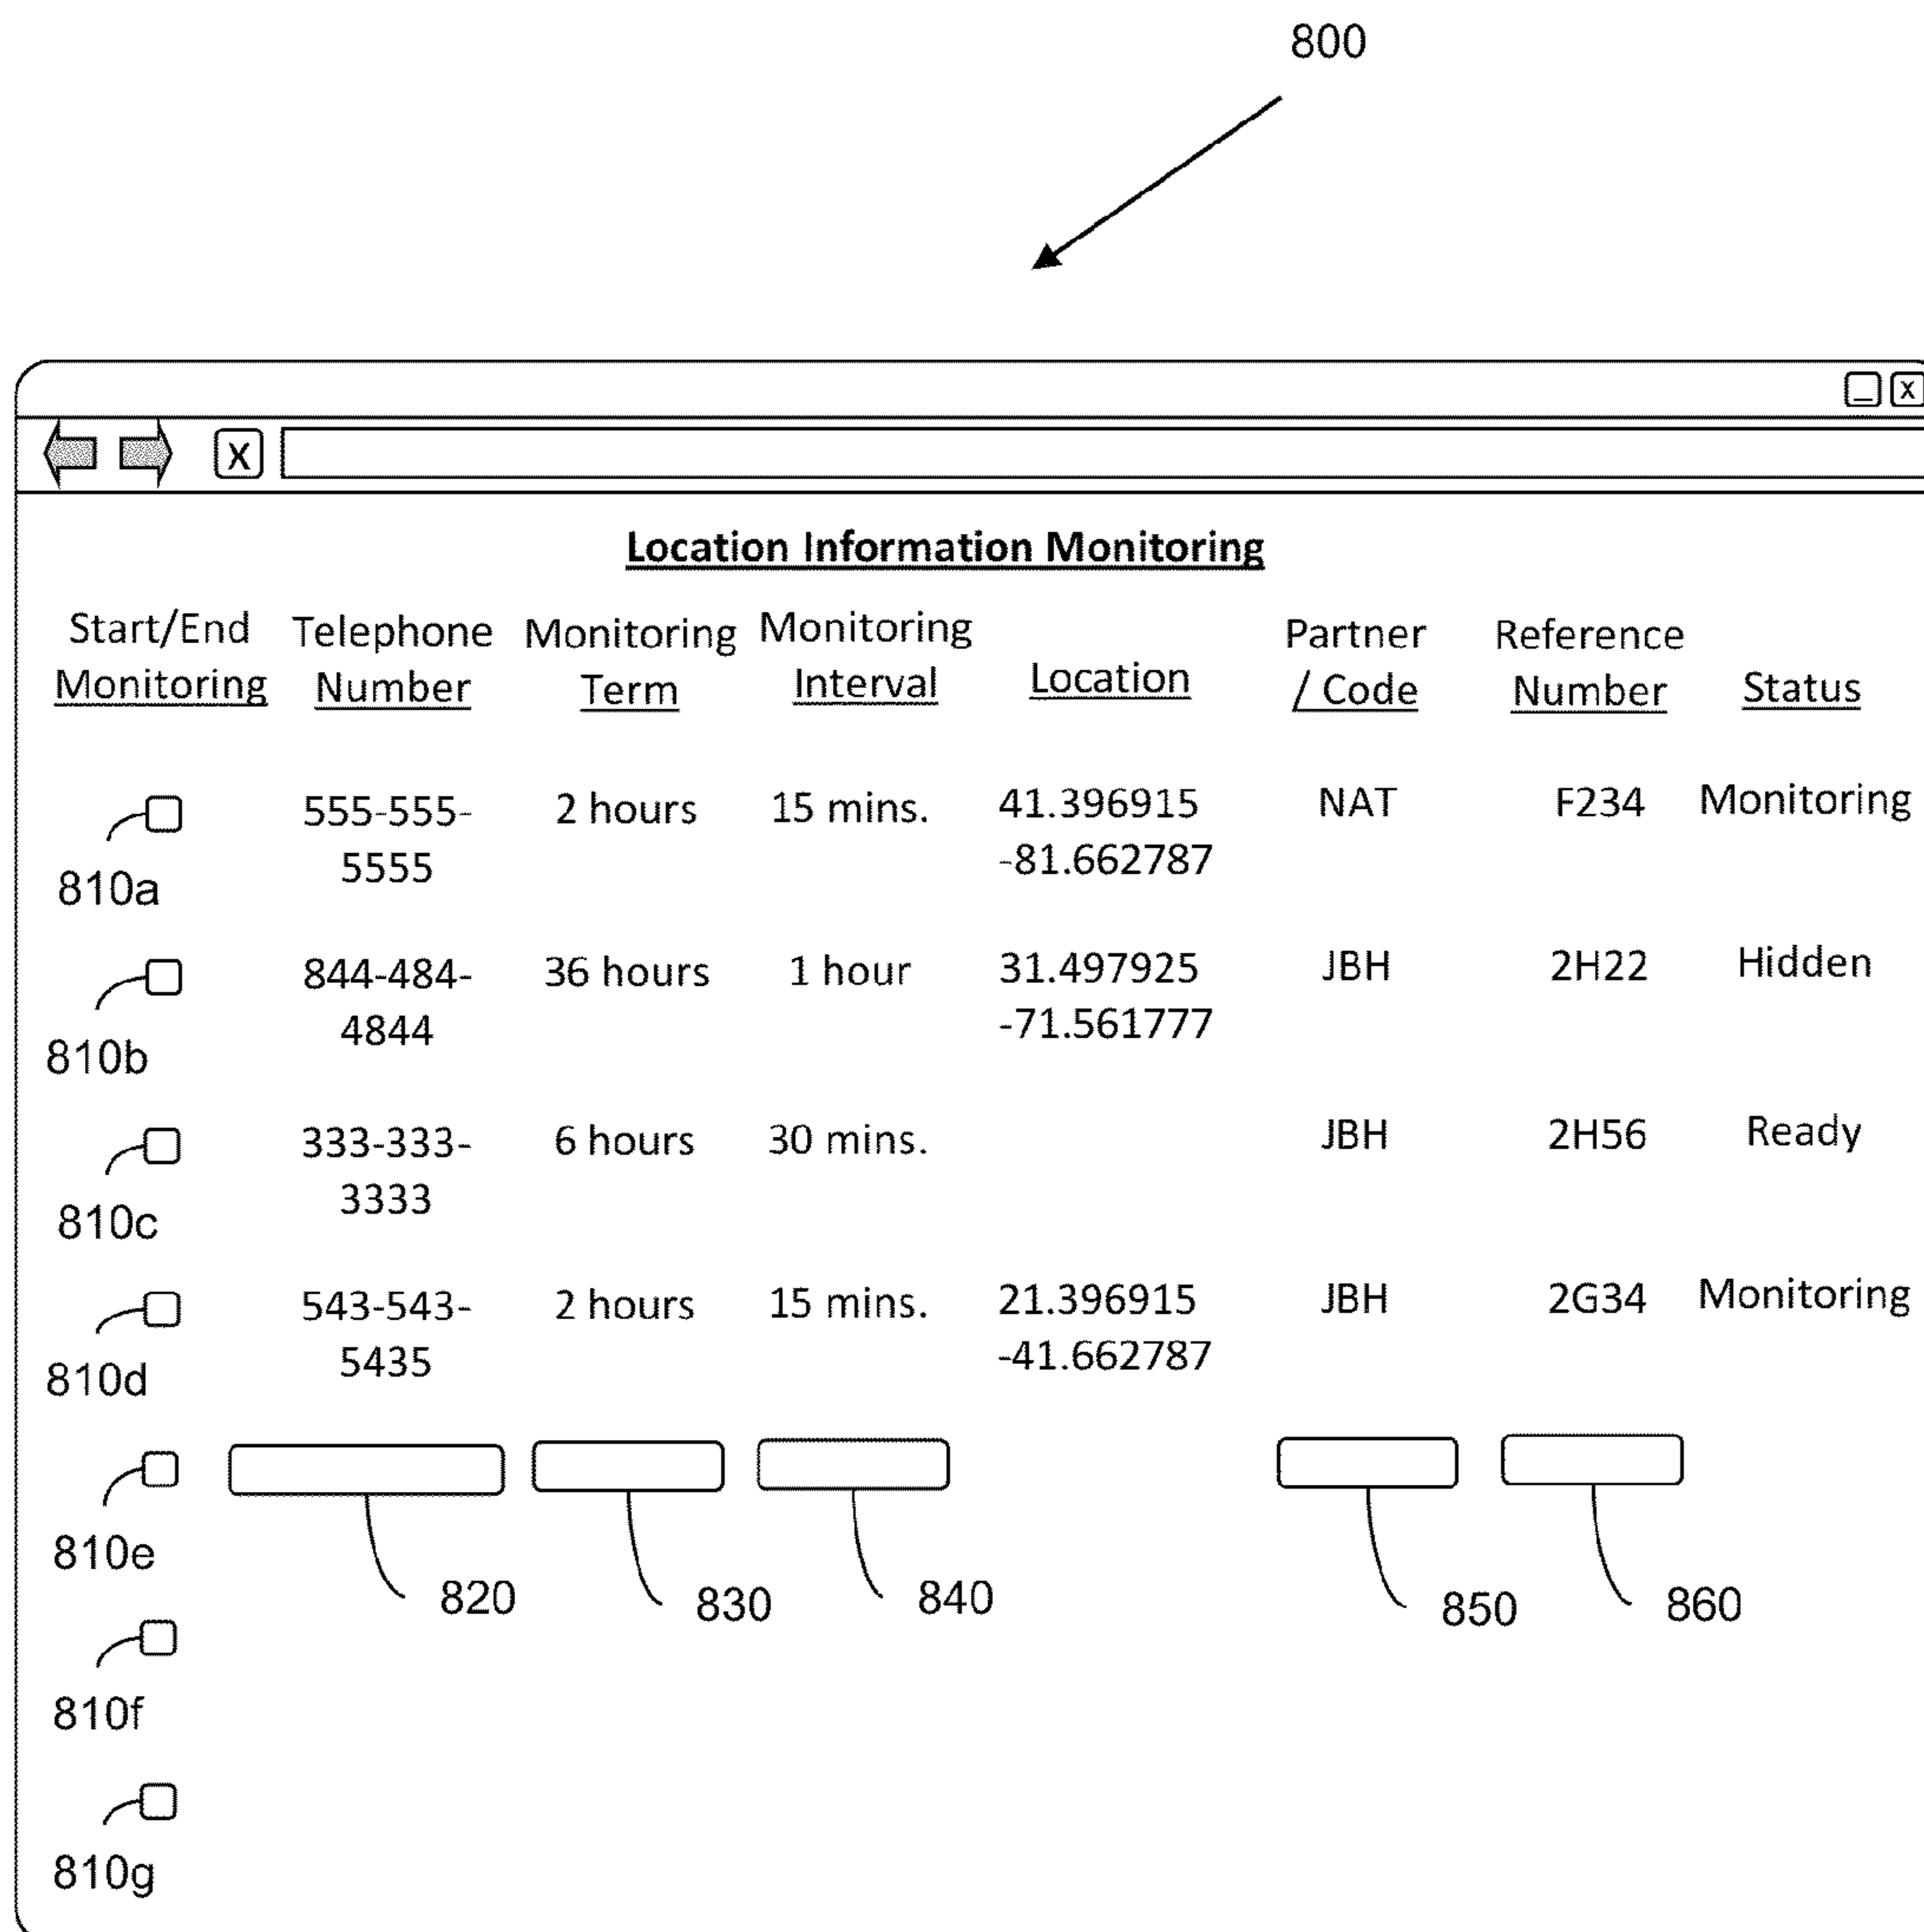 800
_ x
X
Location Information Monitoring
Start/End Telephone Monitoring Monitoring Partner Reference
Monitoring Number Term Interval Location / Code Number Status
555-555- 2 hours 15 mins. 41.396915 NAT F234 Monitoring
5555 -81.662787
810a
844-484- 36 hours 1 hour 31.497925 JBH 2H22 Hidden
4844 -71.561777
810b
333-333- 6 hours 30 mins. JBH 2H56 Ready
3333
810c
543-543- 2 hours 15 mins. 21.396915 JBH 2G34 Monitoring
5435 -41.662787
810d
810e
820 830 840 850 860
810f
810g